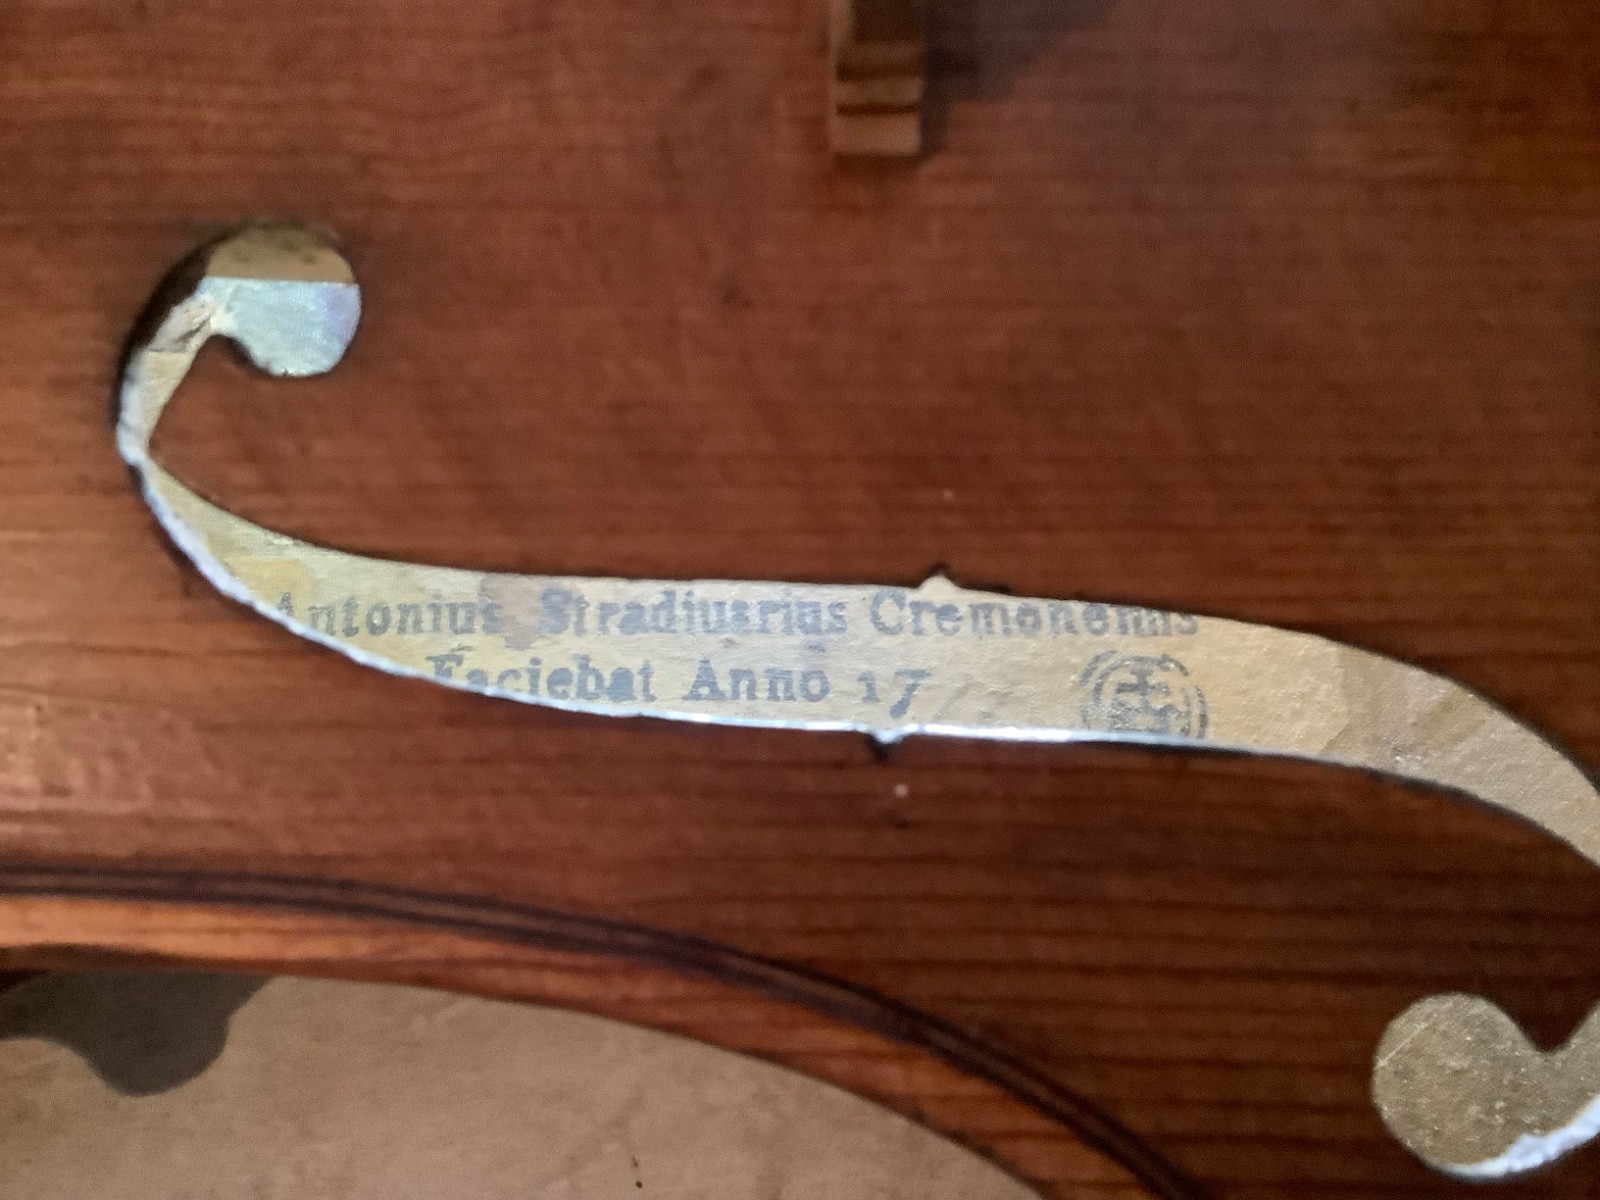 Antonius Stradiuarius Cremonensis
Faciebat Anno 17